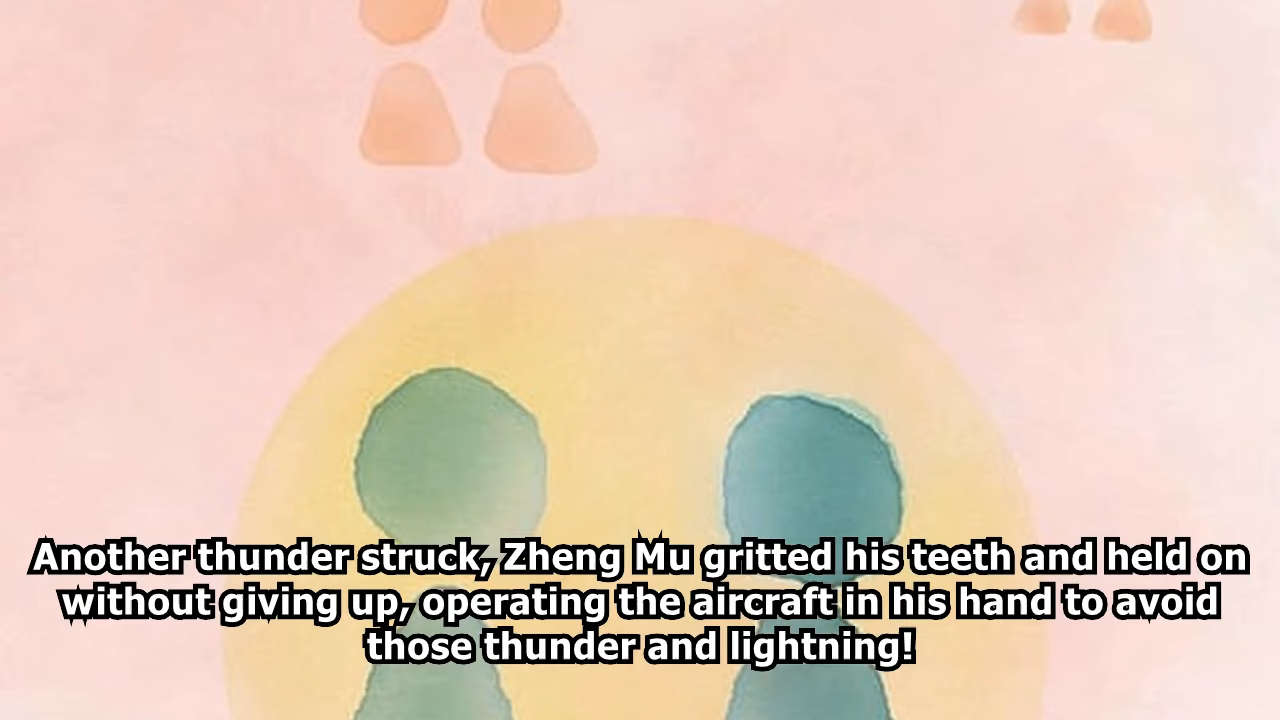 Another thunder struck, Zheng Mu gritted his teeth and held on
without giving up, operating the aircraft in his hand to avoid
those thunder and lightning!